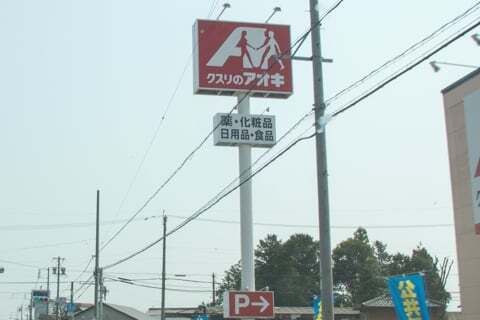 クスリのアオキ
薬・化粧品
日用品・食品
P→